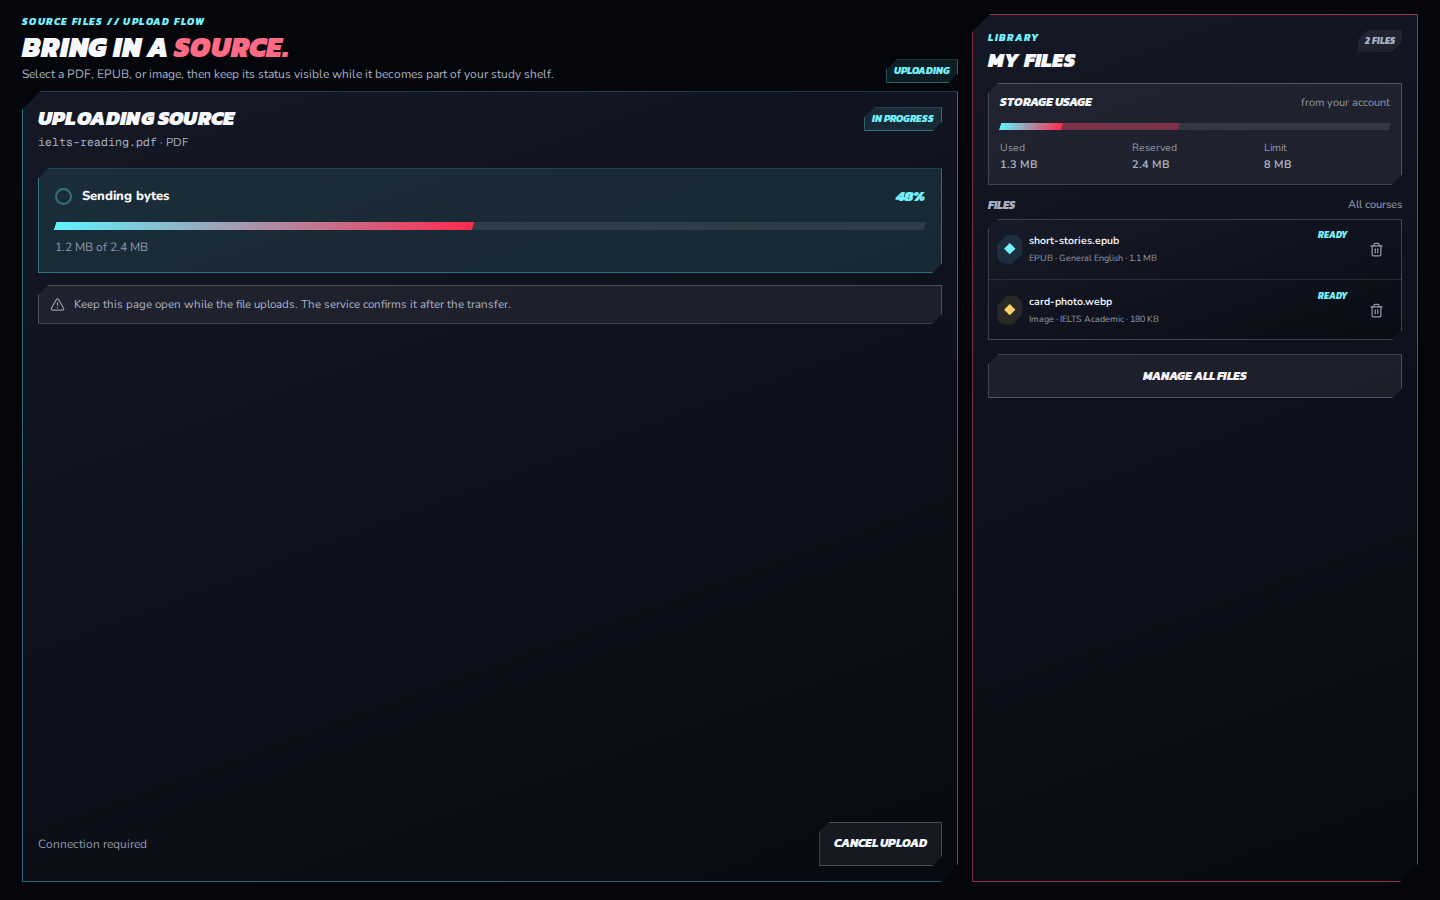 SOURCE FILES // UPLOAD FLOW
BRING IN A SOURCE.
Select a PDF, EPUB, or image, then keep its status visible while it becomes part of your study shelf.
UPLOADING
UPLOADING SOURCE
ielts-reading.pdf · PDF
IN PROGRESS
Sending bytes
48%
1.2 MB of 2.4 MB
Keep this page open while the file uploads. The service confirms it after the transfer.
Connection required
CANCEL UPLOAD
LIBRARY
MY FILES
2 FILES
STORAGE USAGE
from your account
Used
Reserved
Limit
1.3 MB
2.4 MB
8 MB
FILES
All courses
short-stories.epub
EPUB · General English · 1.1 MB
READY
card-photo.webp
Image · IELTS Academic · 180 KB
READY
MANAGE ALL FILES